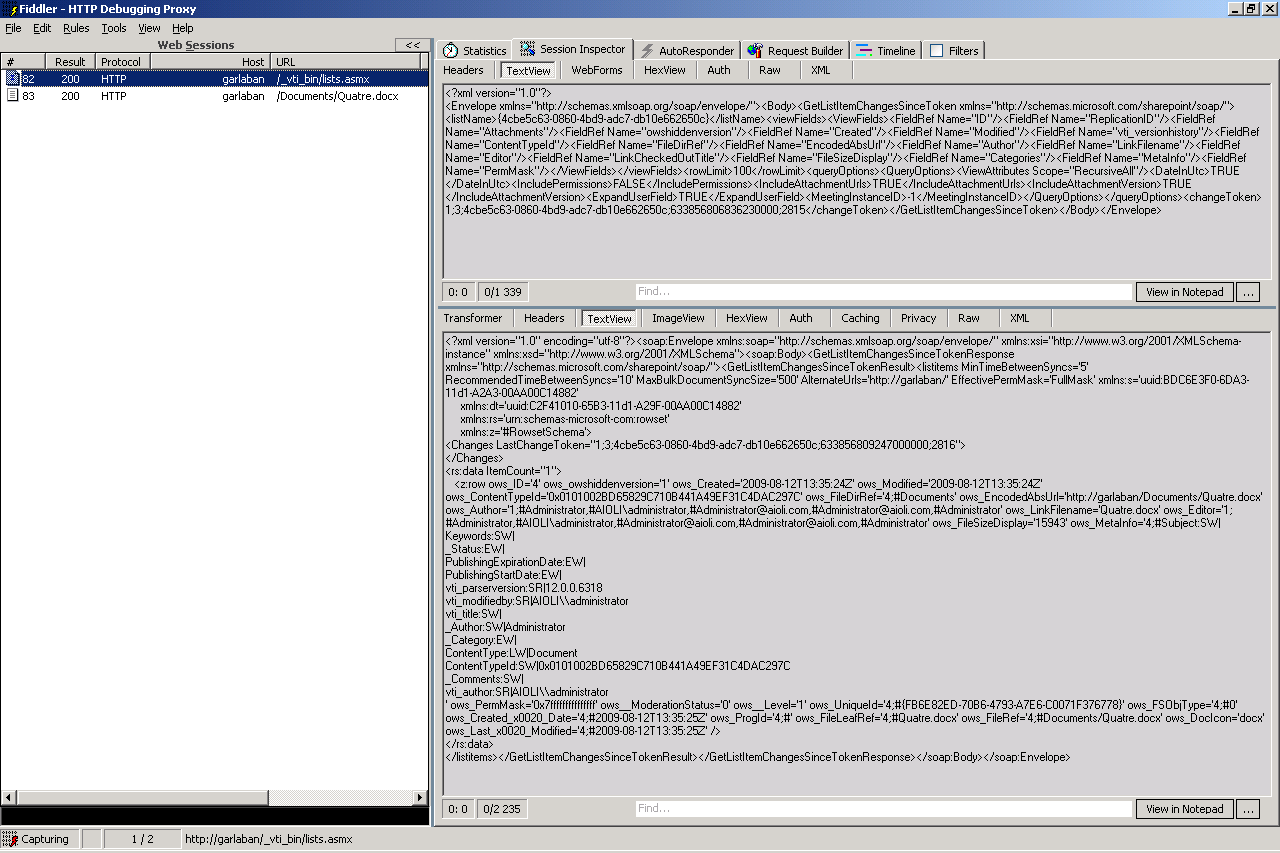 Fiddler - HTTP Debugging Proxy
File Edit Rules Tools View Help
Web Sessions <<
# Result Protocol Host URL
82 200 HTTP garlaban /_vti_bin/lists.asmx
83 200 HTTP garlaban /Documents/Quatre.docx
Statistics Session Inspector AutoResponder Request Builder Timeline Filters
Headers TextView WebForms HexView Auth Raw XML
<?xml version="1.0"?>
<Envelope xmlns="http://schemas.xmlsoap.org/soap/envelope/"><Body><GetListItemChangesSinceToken xmlns="http://schemas.microsoft.com/sharepoint/soap/">
<listName>{4cbe5c63-0860-4bd9-adc7-db10e662650c}</listName><viewFields><ViewFields><FieldRef Name="ID"/><FieldRef Name="ReplicationID"/><FieldRef
Name="Attachments"/><FieldRef Name="owshiddenversion"/><FieldRef Name="Created"/><FieldRef Name="Modified"/><FieldRef Name="vti_versionhistory"/><FieldRef
Name="ContentTypeId"/><FieldRef Name="FileDirRef"/><FieldRef Name="EncodedAbsUrl"/><FieldRef Name="Author"/><FieldRef Name="LinkFilename"/><FieldRef
Name="Editor"/><FieldRef Name="LinkCheckedOutTitle"/><FieldRef Name="FileSizeDisplay"/><FieldRef Name="Categories"/><FieldRef Name="MetaInfo"/><FieldRef
Name="PermMask"/></ViewFields></viewFields><rowLimit>100</rowLimit><queryOptions><QueryOptions><ViewAttributes Scope="RecursiveAll"/><DateInUtc>TRUE
</DateInUtc><IncludePermissions>FALSE</IncludePermissions><IncludeAttachmentUrls>TRUE</IncludeAttachmentUrls><IncludeAttachmentVersion>TRUE
</IncludeAttachmentVersion><ExpandUserField>TRUE</ExpandUserField><MeetingInstanceID>-1</MeetingInstanceID></QueryOptions></queryOptions><changeToken>
1;3;4cbe5c63-0860-4bd9-adc7-db10e662650c;633856806836230000;2815</changeToken></GetListItemChangesSinceToken></Body></Envelope>
0: 0 0/1 339 Find... View in Notepad ...
Transformer Headers TextView ImageView HexView Auth Caching Privacy Raw XML
<?xml version="1.0" encoding="utf-8"?><soap:Envelope xmlns:soap="http://schemas.xmlsoap.org/soap/envelope/" xmlns:xsi="http://www.w3.org/2001/XMLSchema-
instance" xmlns:xsd="http://www.w3.org/2001/XMLSchema"><soap:Body><GetListItemChangesSinceTokenResponse
xmlns="http://schemas.microsoft.com/sharepoint/soap/"><GetListItemChangesSinceTokenResult><listitems MinTimeBetweenSyncs='5'
RecommendedTimeBetweenSyncs='10' MaxBulkDocumentSyncSize='500' AlternateUrls='http://garlaban/' EffectivePermMask='FullMask' xmlns:s='uuid:BDC6E3F0-6DA3-
11d1-A2A3-00AA00C14882'
xmlns:dt='uuid:C2F41010-65B3-11d1-A29F-00AA00C14882'
xmlns:rs='urn:schemas-microsoft-com:rowset'
xmlns:z='#RowsetSchema'>
<Changes LastChangeToken="1;3;4cbe5c63-0860-4bd9-adc7-db10e662650c;633856809247000000;2816">
</Changes>
<rs:data ItemCount="1">
<z:row ows_ID='4' ows_owshiddenversion='1' ows_Created='2009-08-12T13:35:24Z' ows_Modified='2009-08-12T13:35:24Z'
ows_ContentTypeId='0x0101002BD65829C710B441A49EF31C4DAC297C' ows_FileDirRef='4;#Documents' ows_EncodedAbsUrl='http://garlaban/Documents/Quatre.docx'
ows_Author='1;#Administrator,#AIOLI\administrator,#Administrator@aioli.com,#Administrator@aioli.com,#Administrator' ows_LinkFilename='Quatre.docx' ows_Editor='1;
#Administrator,#AIOLI\administrator,#Administrator@aioli.com,#Administrator@aioli.com,#Administrator' ows_FileSizeDisplay='15943' ows_MetaInfo='4;#Subject:SW|
Keywords:SW|
_Status:EW|
PublishingExpirationDate:EW|
PublishingStartDate:EW|
vti_parserversion:SR|12.0.0.6318
vti_modifiedby:SR|AIOLI\\administrator
vti_title:SW|
_Author:SW|Administrator
_Category:EW|
ContentType:LW|Document
ContentTypeId:SW|0x0101002BD65829C710B441A49EF31C4DAC297C
_Comments:SW|
vti_author:SR|AIOLI\\administrator
' ows_PermMask='0x7fffffffffffffff' ows__ModerationStatus='0' ows__Level='1' ows_UniqueId='4;#{FB6E82ED-70B6-4793-A7E6-C0071F376778}' ows_FSObjType='4;#0'
ows_Created_x0020_Date='4;#2009-08-12T13:35:25Z' ows_ProgId='4;#' ows_FileLeafRef='4;#Quatre.docx' ows_FileRef='4;#Documents/Quatre.docx' ows_DocIcon='docx'
ows_Last_x0020_Modified='4;#2009-08-12T13:35:25Z' />
</rs:data>
</listitems></GetListItemChangesSinceTokenResult></GetListItemChangesSinceTokenResponse></soap:Body></soap:Envelope>
0: 0 0/2 235 Find... View in Notepad ...
Capturing 1 / 2 http://garlaban/_vti_bin/lists.asmx